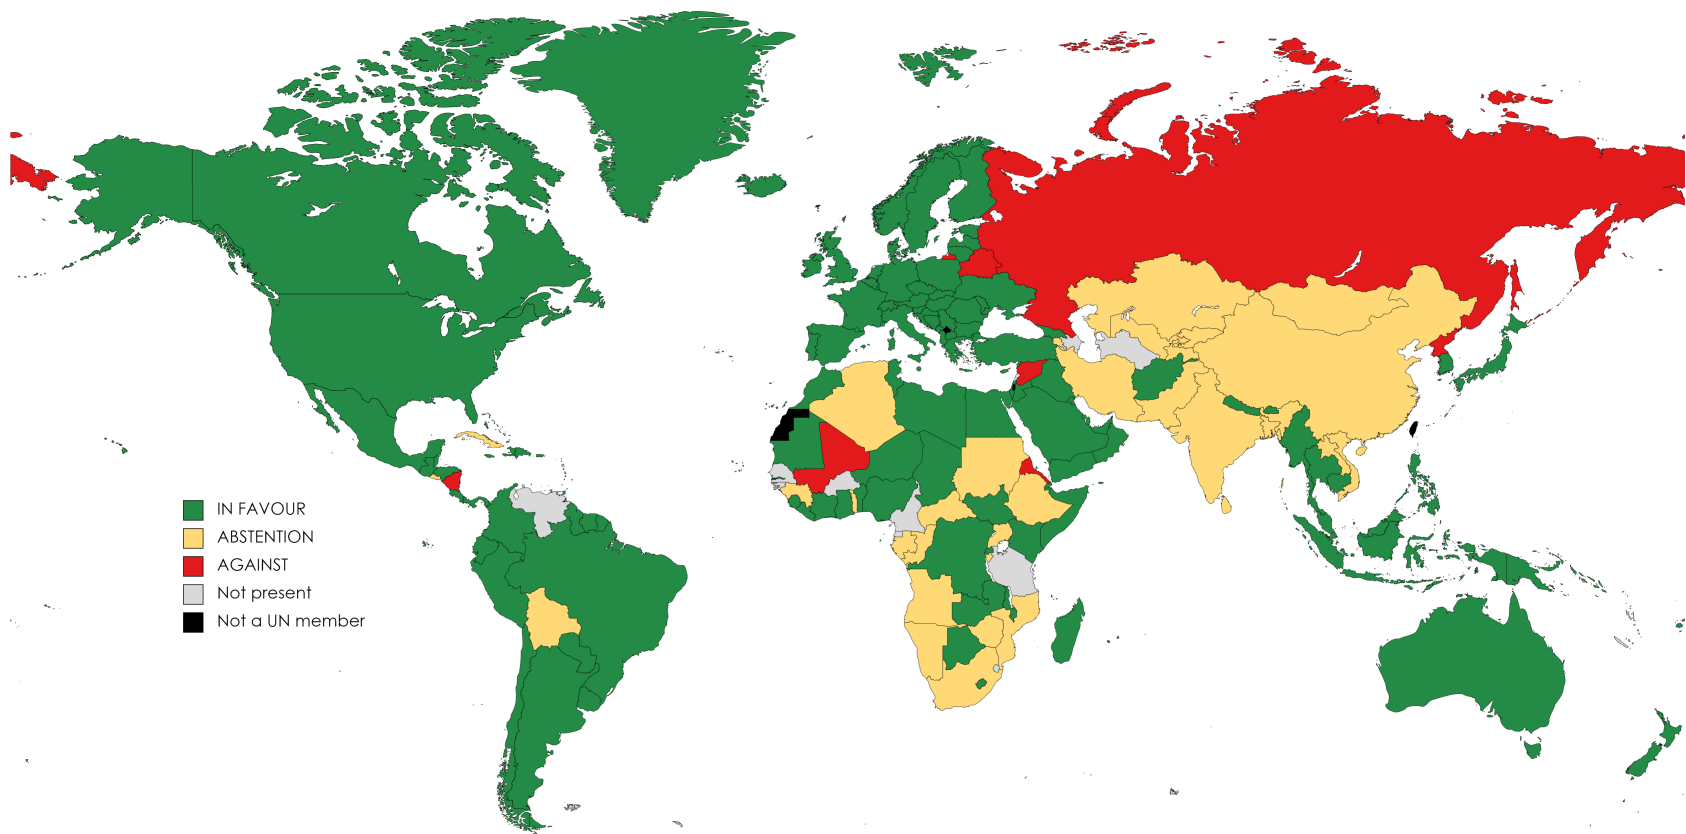 IN FAVOUR
ABSTENTION
AGAINST
Not present
Not a UN member